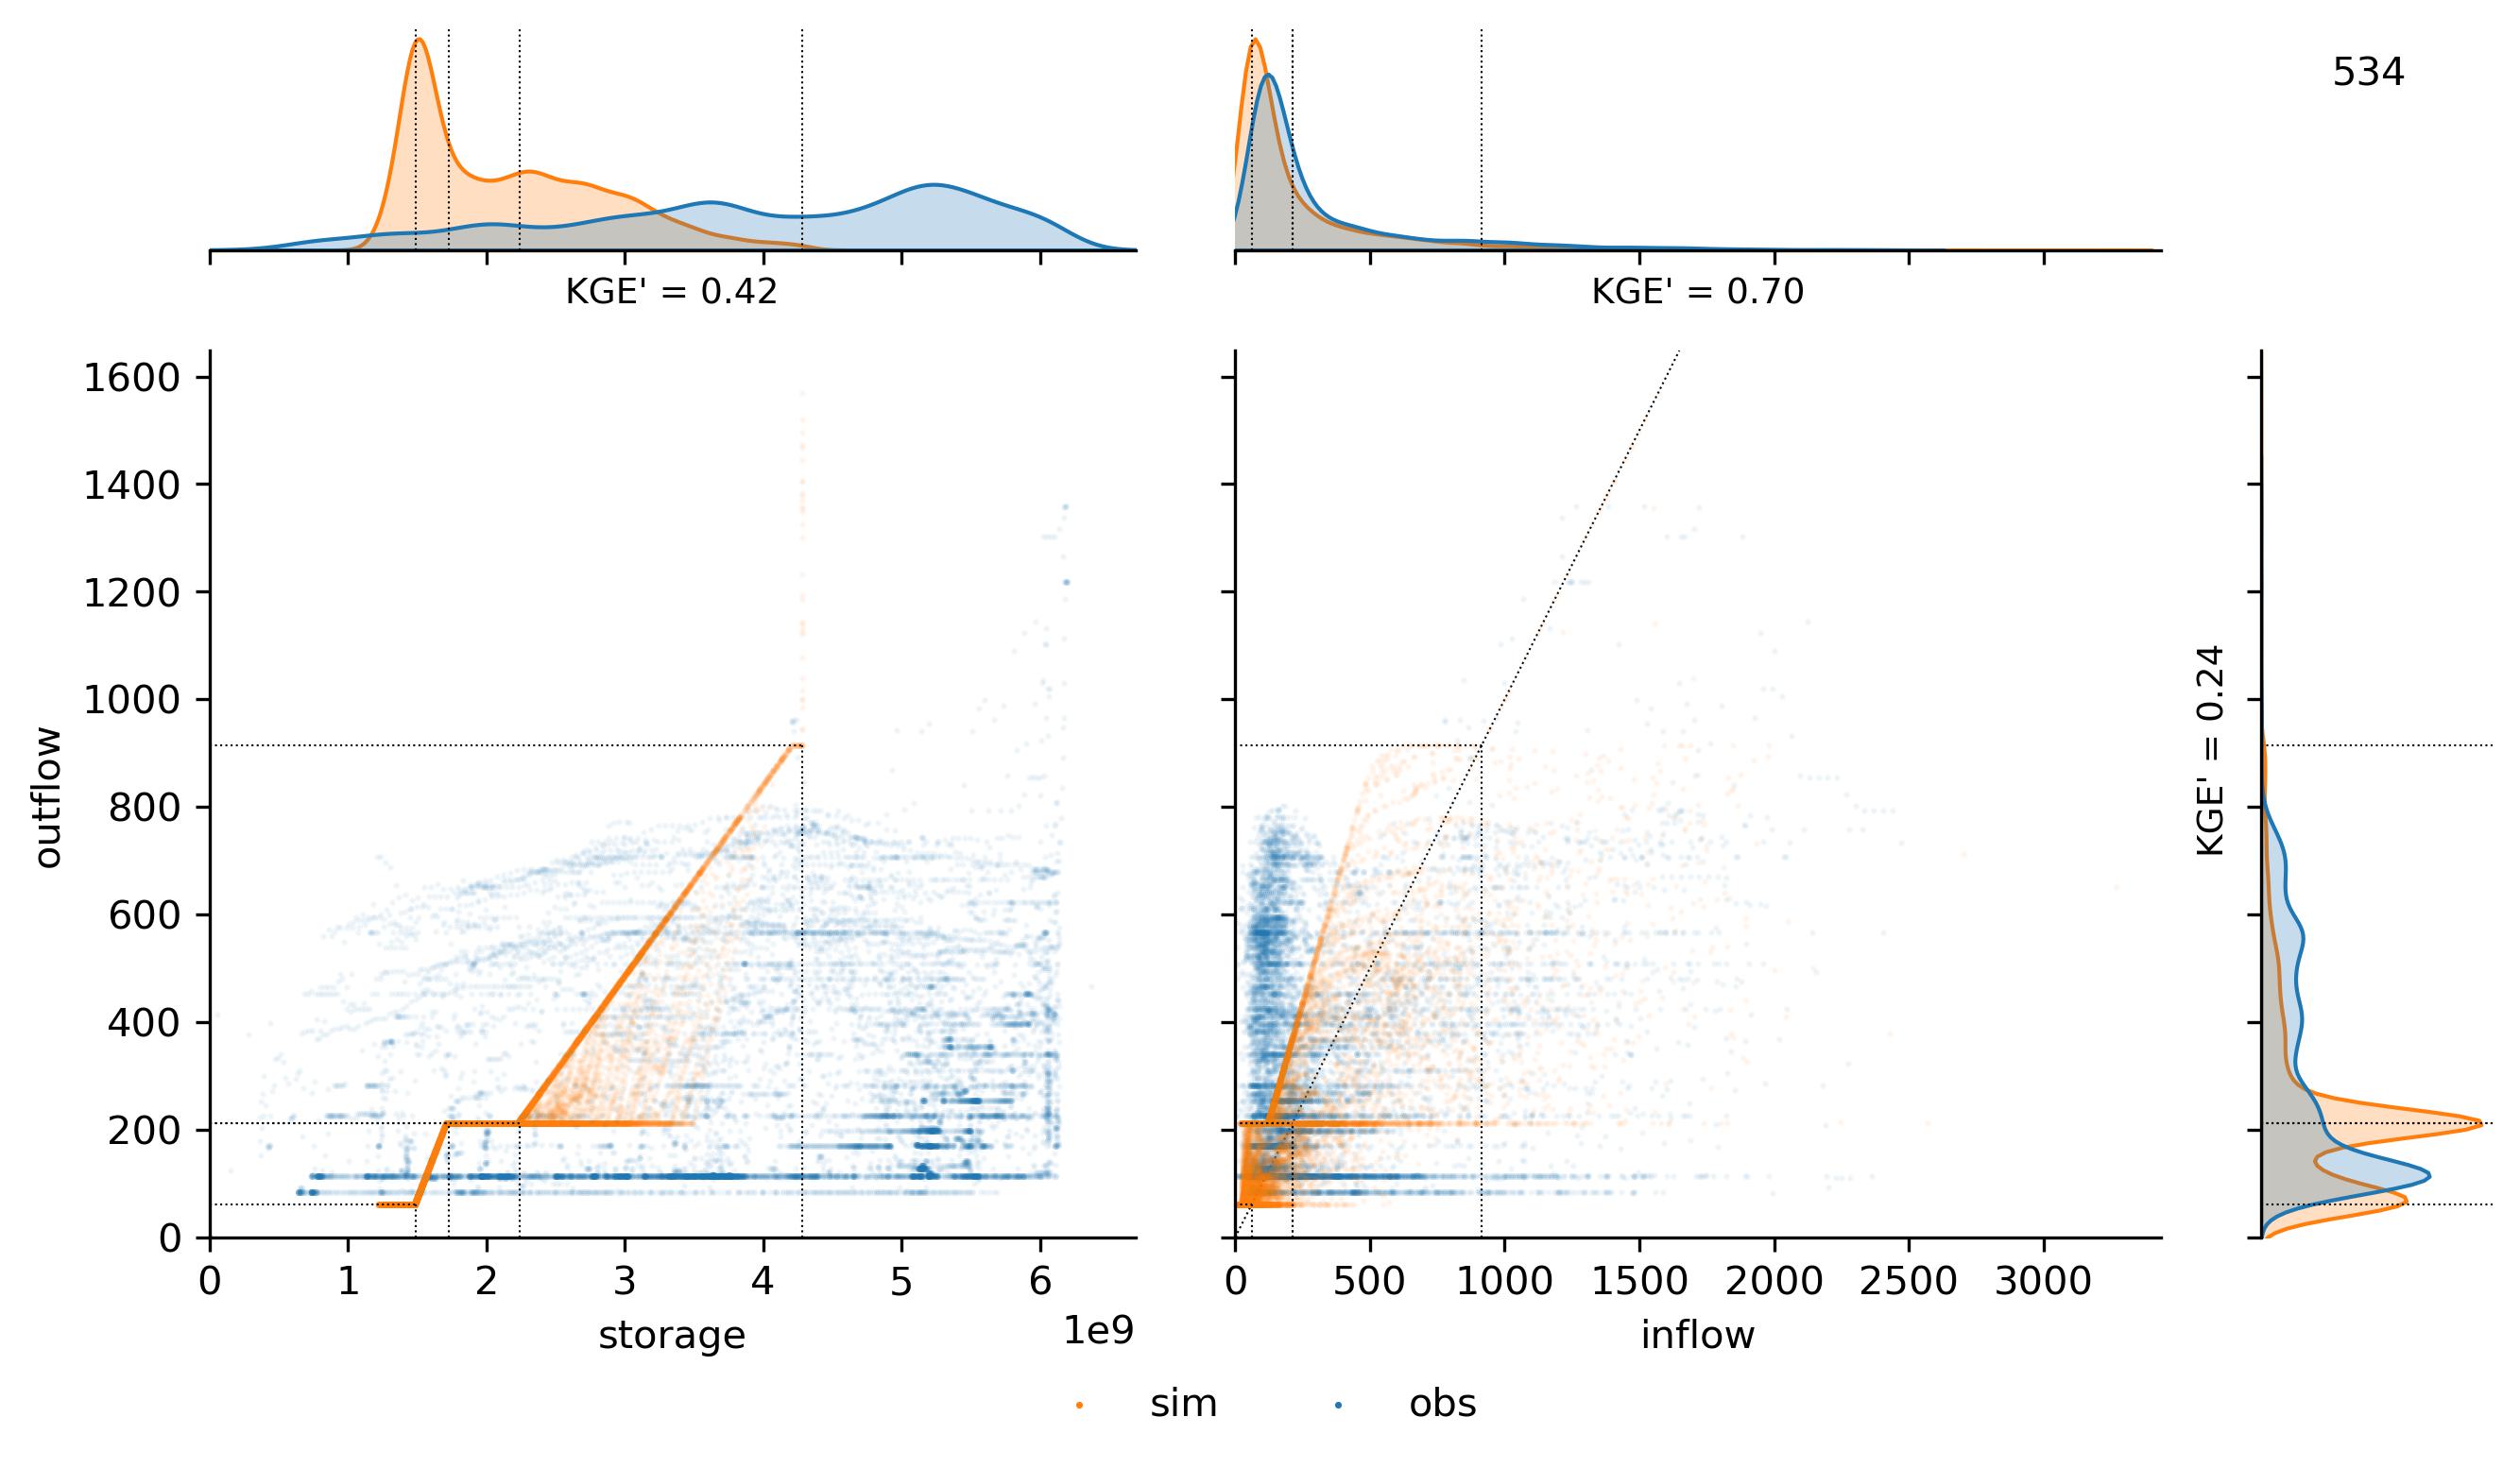 534
KGE' = 0.42
KGE' = 0.70
1600
1400
1200
1000
800
600
400
200
0
outflow
KGE' = 0.24
0 1 2 3 4 5 6
1e9
storage
0 500 1000 1500 2000 2500 3000
inflow
sim obs